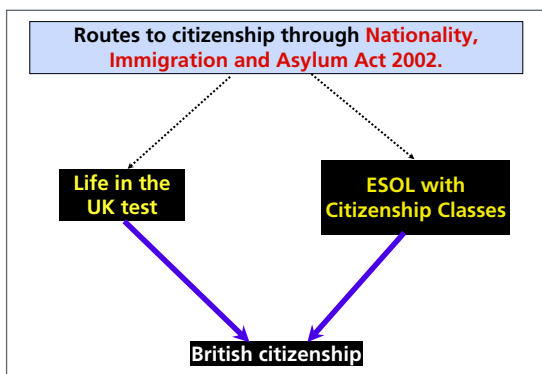 Routes to citizenship through Nationality,
Immigration and Asylum Act 2002.
Life in the
UK test
ESOL with
Citizenship Classes
British citizenship